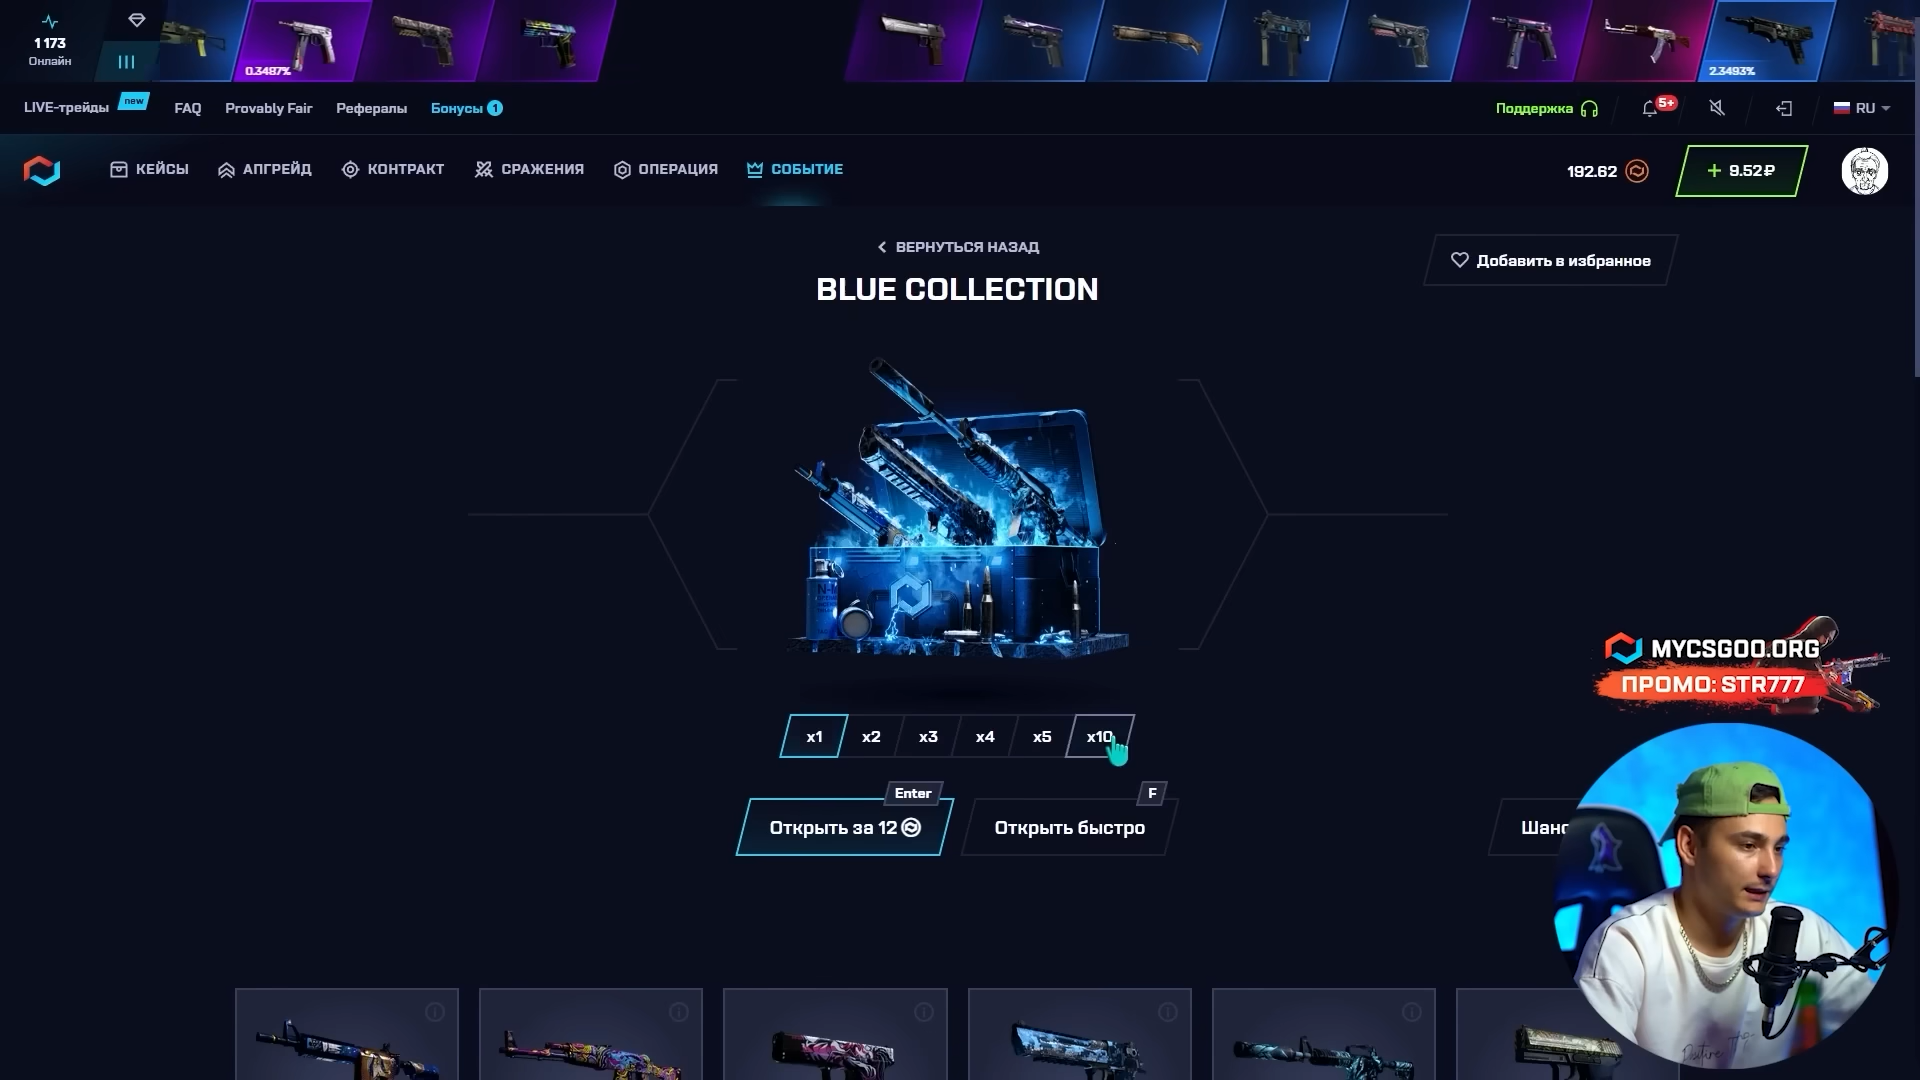 1 173
Онлайн
0.3487%
2.3493%
LIVE-трейды
new
FAQ
Provably Fair
Рефералы
Бонусы 1
Поддержка
5+
RU
КЕЙСЫ
АПГРЕЙД
КОНТРАКТ
СРАЖЕНИЯ
ОПЕРАЦИЯ
СОБЫТИЕ
192.62
+ 9.52₽
ВЕРНУТЬСЯ НАЗАД
BLUE COLLECTION
Добавить в избранное
MYCSGOO.ORG
ПРОМО: STR777
x1
x2
x3
x4
x5
x10
Enter
F
Открыть за 12
Открыть быстро